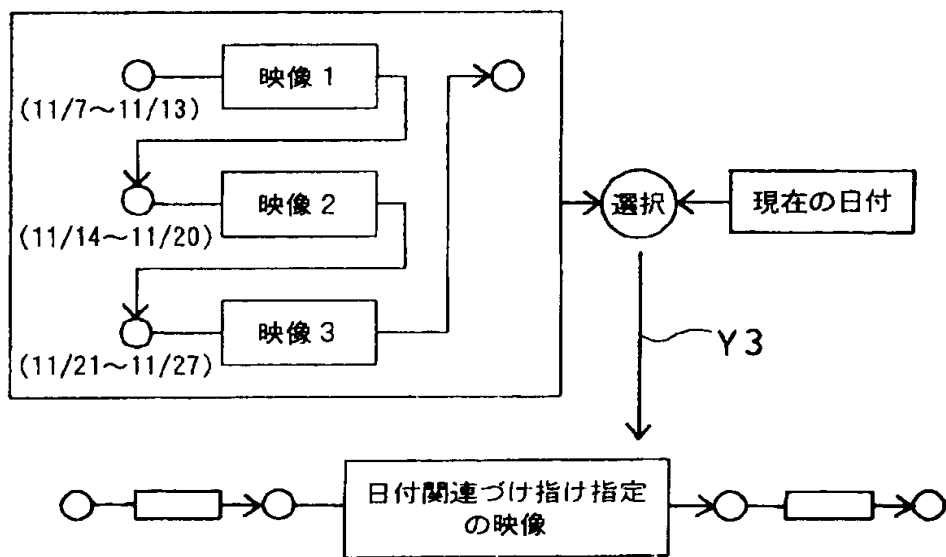 映像1
(11/7～11/13)
映像2
(11/14～11/20)
映像3
(11/21～11/27)
選択
現在の日付
Y3
日付関連づけ指け指定
の映像